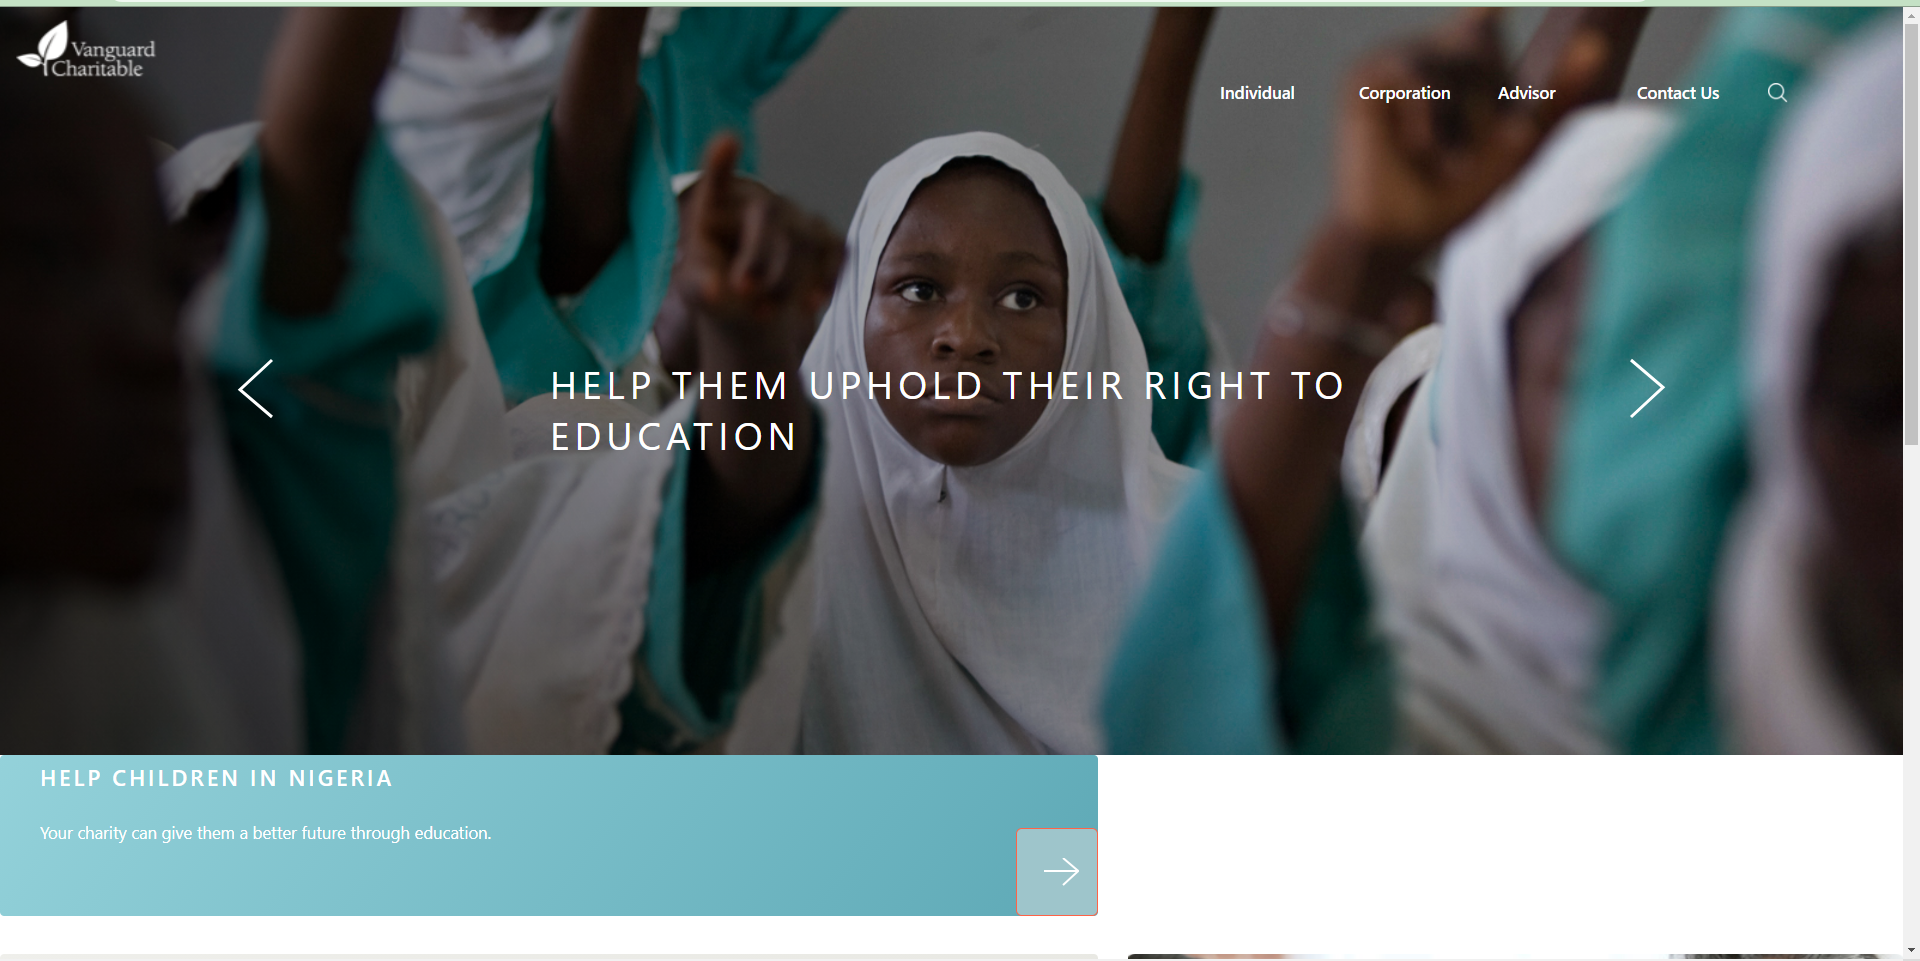 Vanguard
Charitable
Individual
Corporation
Advisor
Contact Us
HELP THEM UPHOLD THEIR RIGHT TO
EDUCATION
HELP CHILDREN IN NIGERIA
Your charity can give them a better future through education.